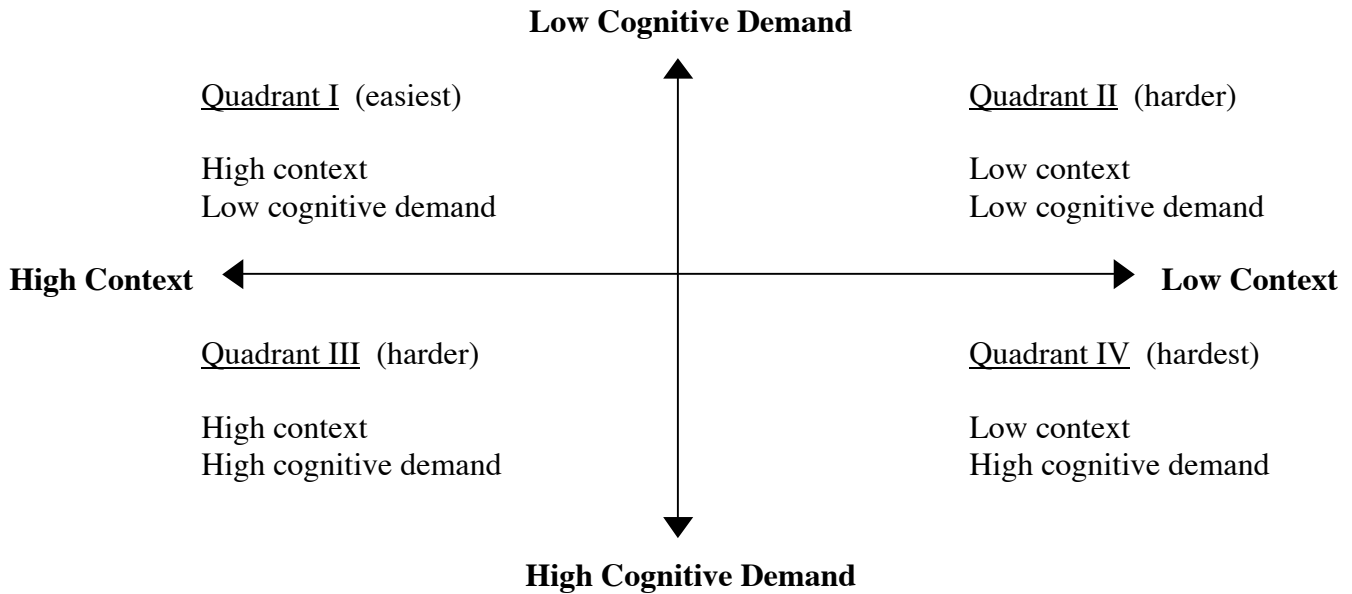 Low Cognitive Demand
Quadrant I (easiest)
High context
Low cognitive demand
Quadrant II (harder)
Low context
Low cognitive demand
High Context
Low Context
Quadrant III (harder)
High context
High cognitive demand
Quadrant IV (hardest)
Low context
High cognitive demand
High Cognitive Demand